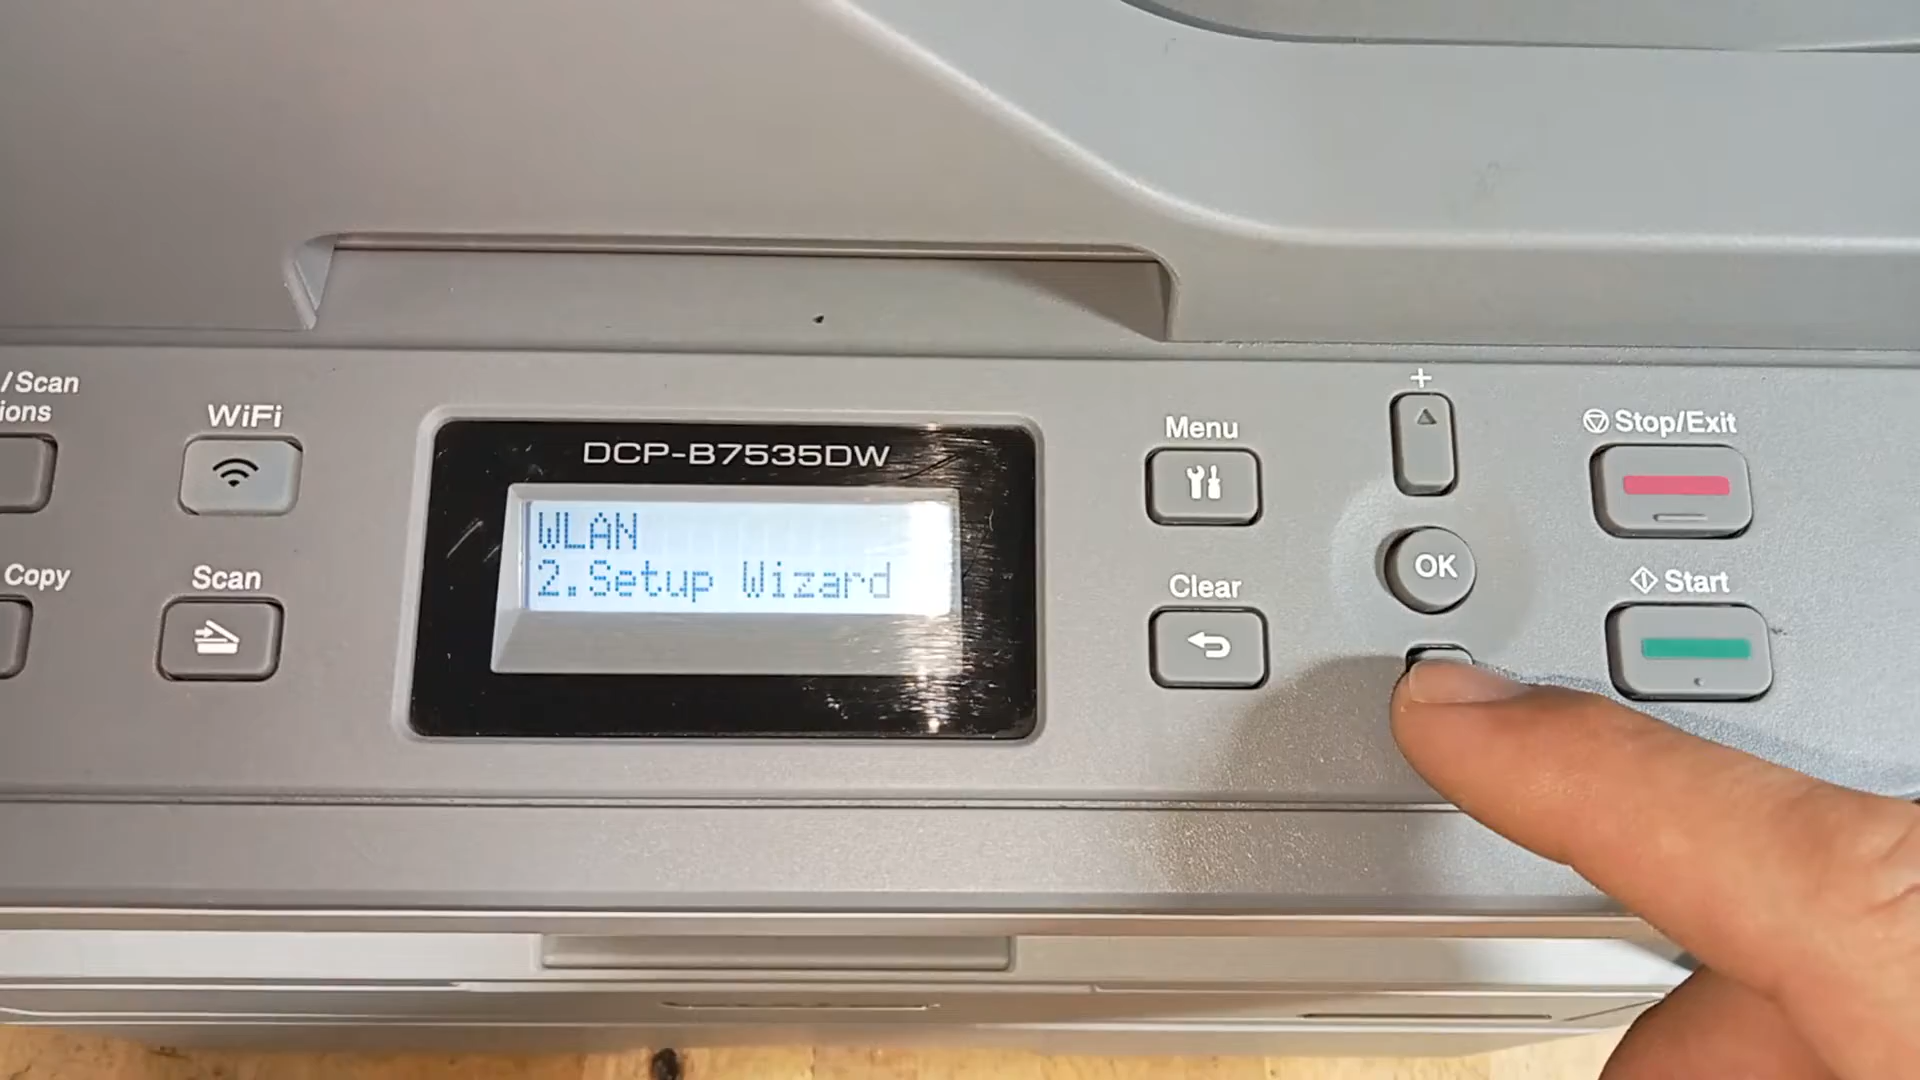 /Scan
ions
WiFi
Copy
Scan
DCP-B7535DW
WLAN
2.Setup Wizard
Menu
Clear
+
OK
Stop/Exit
Start